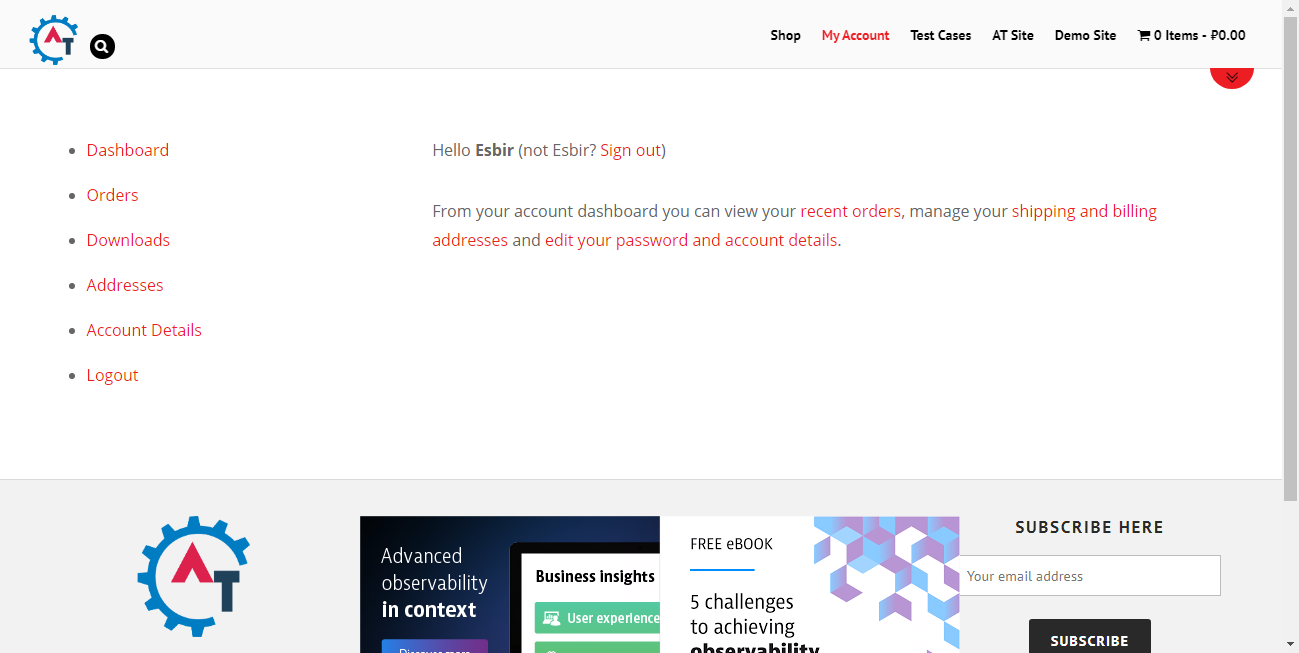 AT
Shop My Account Test Cases AT Site Demo Site 0 Items - ₽0.00
Dashboard
Orders
Downloads
Addresses
Account Details
Logout
Hello Esbir (not Esbir? Sign out)
From your account dashboard you can view your recent orders, manage your shipping and billing
addresses and edit your password and account details.
AT
Advanced
observability
in context
Discover more
Business insights
User experience
FREE eBOOK
5 challenges
to achieving
observability
SUBSCRIBE HERE
Your email address
SUBSCRIBE